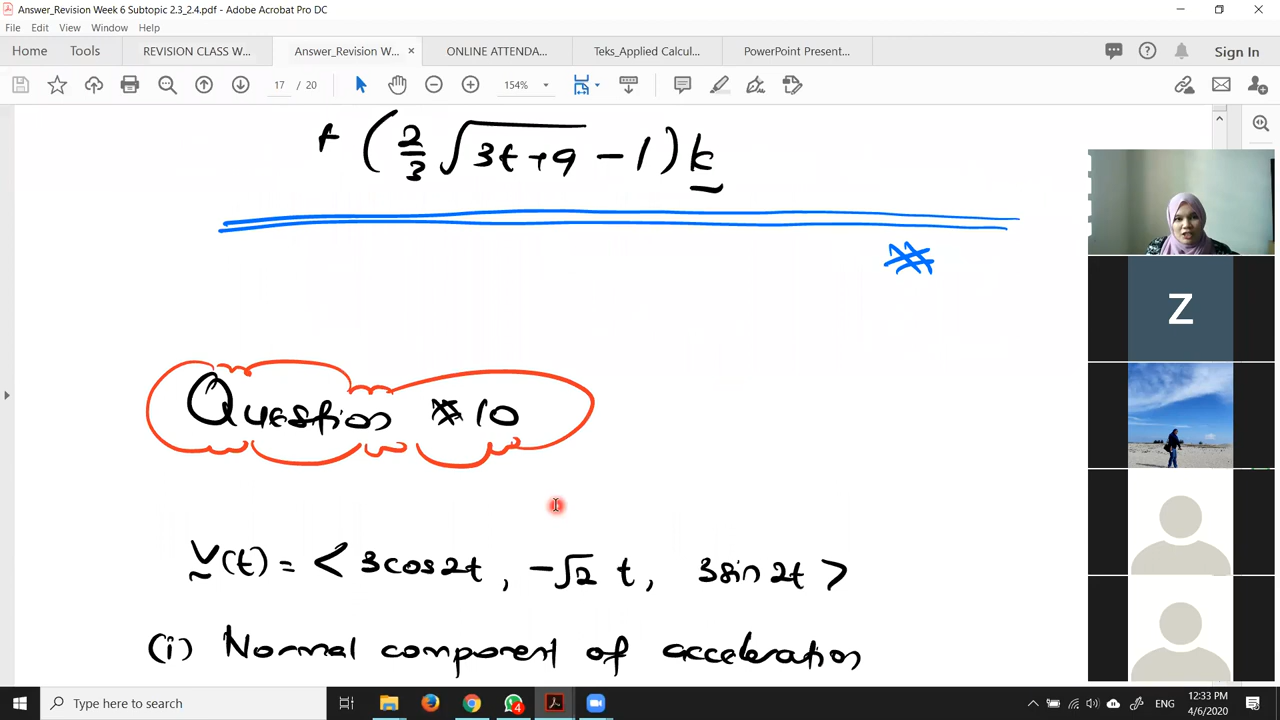 Answer_Revision Week 6 Subtopic 2.3_2.4.pdf - Adobe Acrobat Pro DC
File Edit View Window Help
Home Tools REVISION CLASS W... Answer_Revision W... × ONLINE ATTENDA... Teks_Applied Calcul... PowerPoint Present... Sign In
17 / 20 154%
+ (2/3 √(3t+9) - 1) k
Question #10
v(t) = < 3cos2t, -√2 t, 3sin 2t >
(i) Normal component of acceleration
Z
Type here to search
4
ENG
12:33 PM
4/6/2020